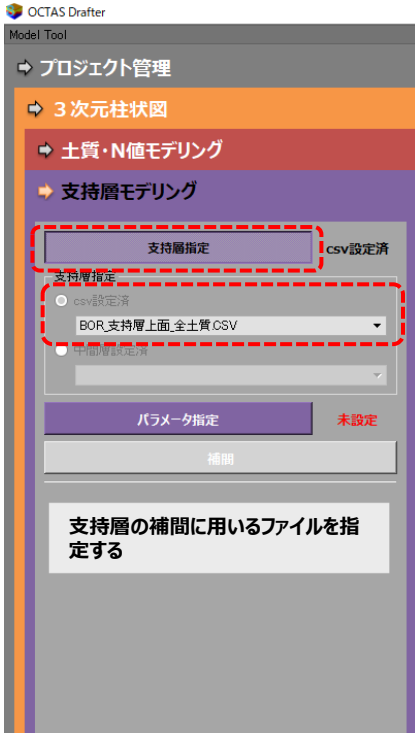 OCTAS Drafter
Model Tool
プロジェクト管理
３次元柱状図
土質・N値モデリング
支持層モデリング
支持層指定 csv設定済
支持層指定
csv設定済
BOR_支持層上面_全土質.CSV
中間層設定済
パラメータ指定 未設定
補間
支持層の補間に用いるファイルを指
定する